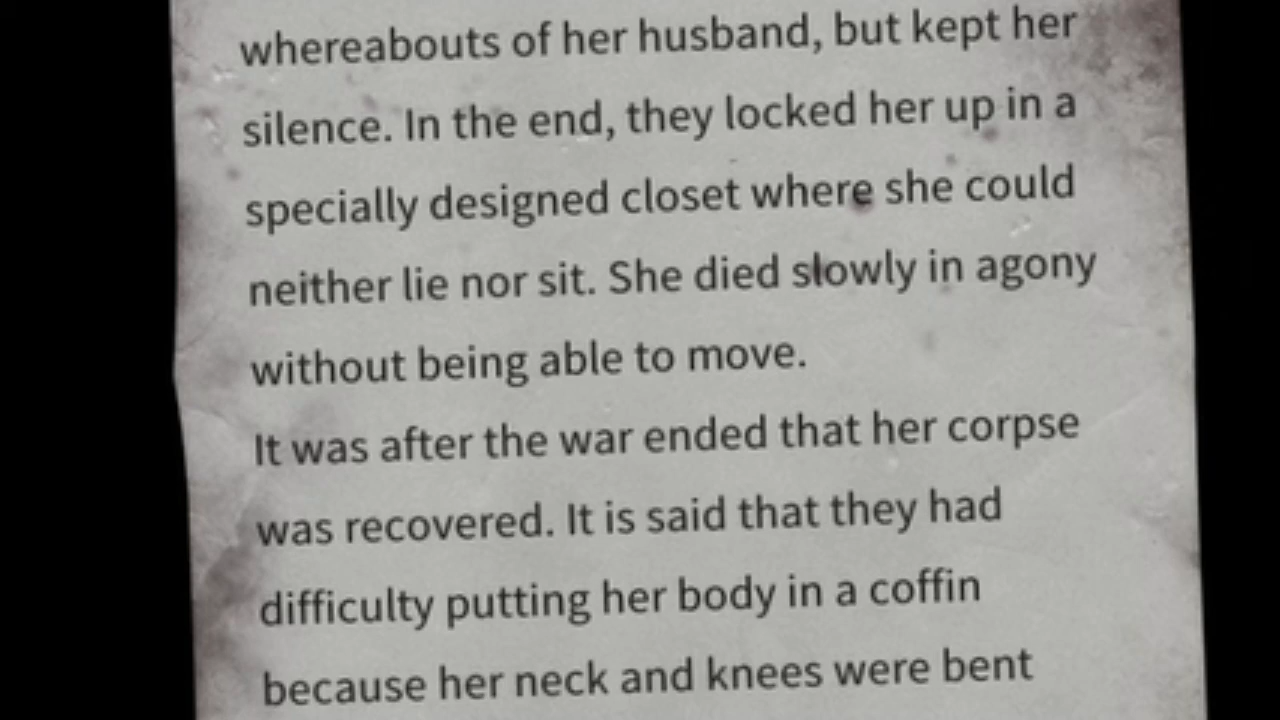 whereabouts of her husband, but kept her
silence. In the end, they locked her up in a
specially designed closet where she could
neither lie nor sit. She died slowly in agony
without being able to move.
It was after the war ended that her corpse
was recovered. It is said that they had
difficulty putting her body in a coffin
because her neck and knees were bent